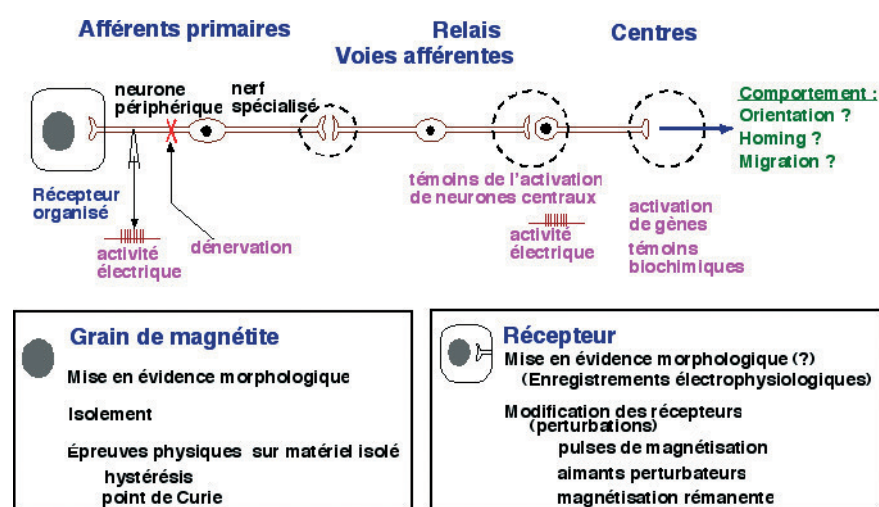 Afférents primaires
Relais
Voies afférentes
Centres
neurone
périphérique
nerf
spécialisé
Comportement :
Orientation ?
Homing ?
Migration ?
Récepteur
organisé
activité
électrique
dénervation
témoins de l'activation
de neurones centraux
activité
électrique
activation
de gènes
témoins
biochimiques
Grain de magnétite
Mise en évidence morphologique
Isolement
Épreuves physiques sur matériel isolé
hystérésis
point de Curie
Récepteur
Mise en évidence morphologique (?)
(Enregistrements électrophysiologiques)
Modification des récepteurs
(perturbations)
pulses de magnétisation
aimants perturbateurs
magnétisation rémanente